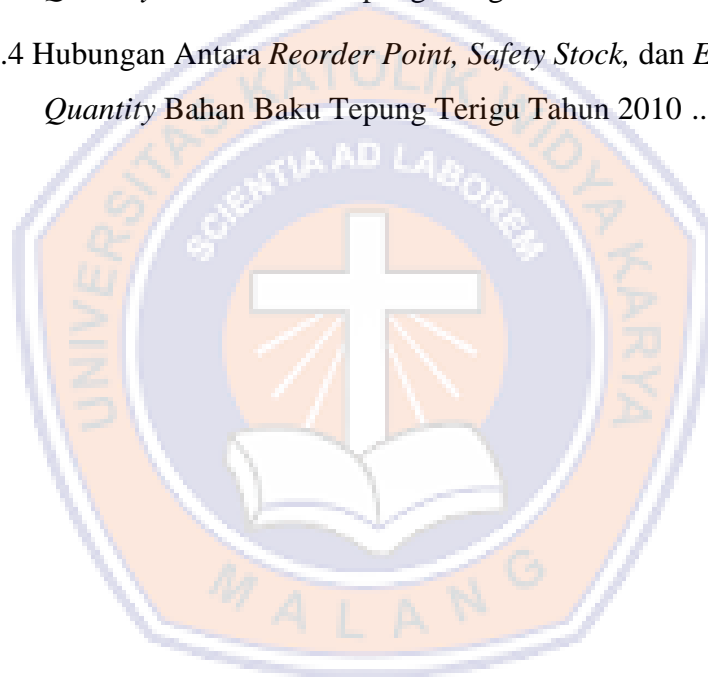 .4 Hubungan Antara Reorder Point, Safety Stock, dan E
Quantity Bahan Baku Tepung Terigu Tahun 2010 ..
UNIVERSITAS KATOLIK WIDYA KARYA
SCIENTIA AD LABOREM
MALANG